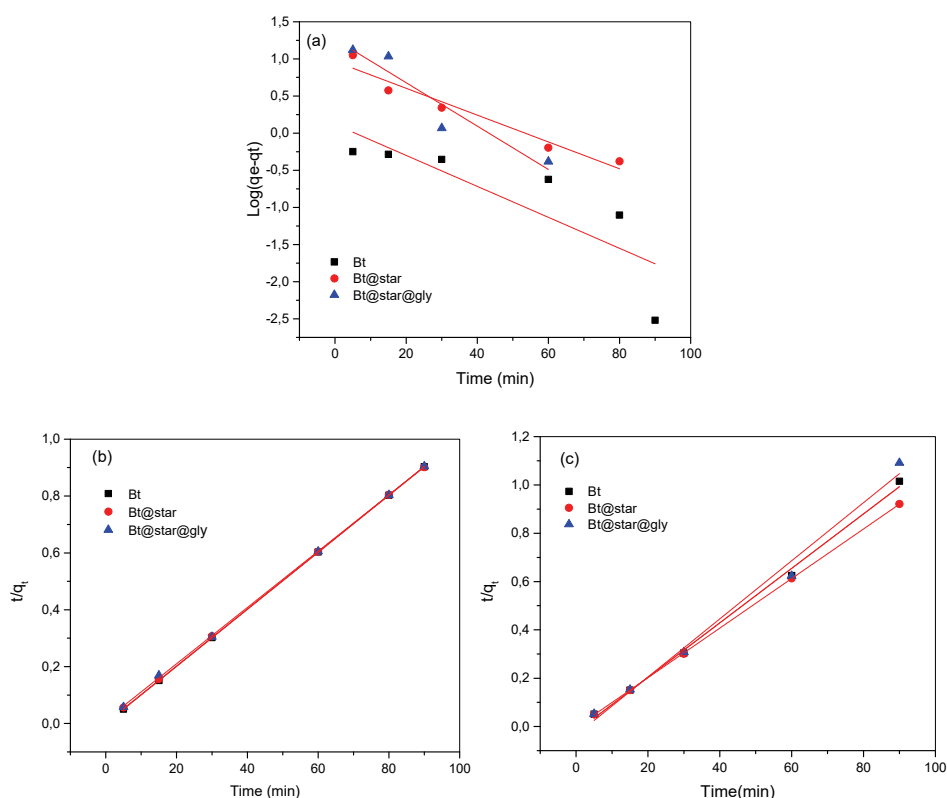 (a)
1,5
1,0
0,5
0,0
-0,5
-1,0
-1,5
-2,0
-2,5
Log(qe-qt)
Bt
Bt@star
Bt@star@gly
0 20 40 60 80 100
Time (min)
(b)
1,0
0,8
0,6
0,4
0,2
0,0
t/qt
Bt
Bt@star
Bt@star@gly
0 20 40 60 80 100
Time (min)
(c)
1,2
1,0
0,8
0,6
0,4
0,2
0,0
t/qt
Bt
Bt@star
Bt@star@gly
0 20 40 60 80 100
Time(min)